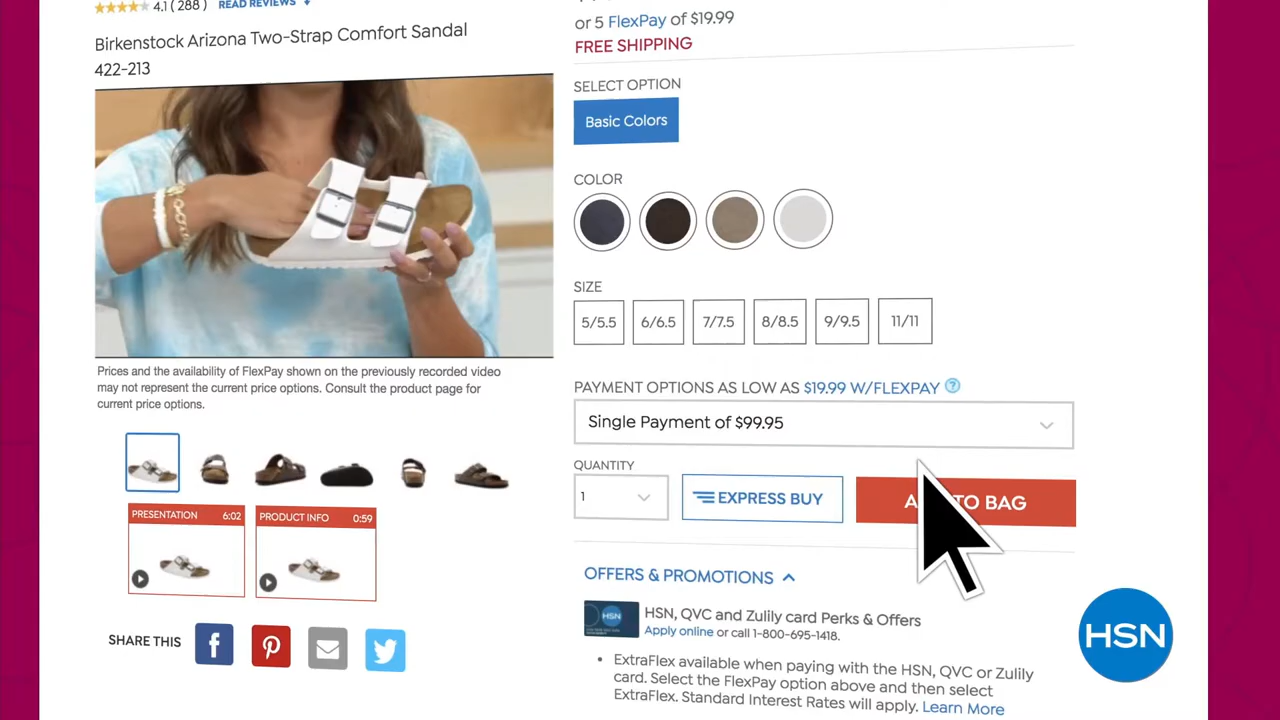 4.1 ( 288 ) READ REVIEWS
Birkenstock Arizona Two-Strap Comfort Sandal
422-213
Prices and the availability of FlexPay shown on the previously recorded video
may not represent the current price options. Consult the product page for
current price options.
PRESENTATION 6:02
PRODUCT INFO 0:59
SHARE THIS
or 5 FlexPay of $19.99
FREE SHIPPING
SELECT OPTION
Basic Colors
COLOR
SIZE
5/5.5 6/6.5 7/7.5 8/8.5 9/9.5 11/11
PAYMENT OPTIONS AS LOW AS $19.99 W/FLEXPAY ?
Single Payment of $99.95
QUANTITY
1
EXPRESS BUY
TO BAG
OFFERS & PROMOTIONS
HSN
HSN, QVC and Zulily card Perks & Offers
Apply online or call 1-800-695-1418.
• ExtraFlex available when paying with the HSN, QVC or Zulily
card. Select the FlexPay option above and then select
ExtraFlex. Standard Interest Rates will apply. Learn More
HSN